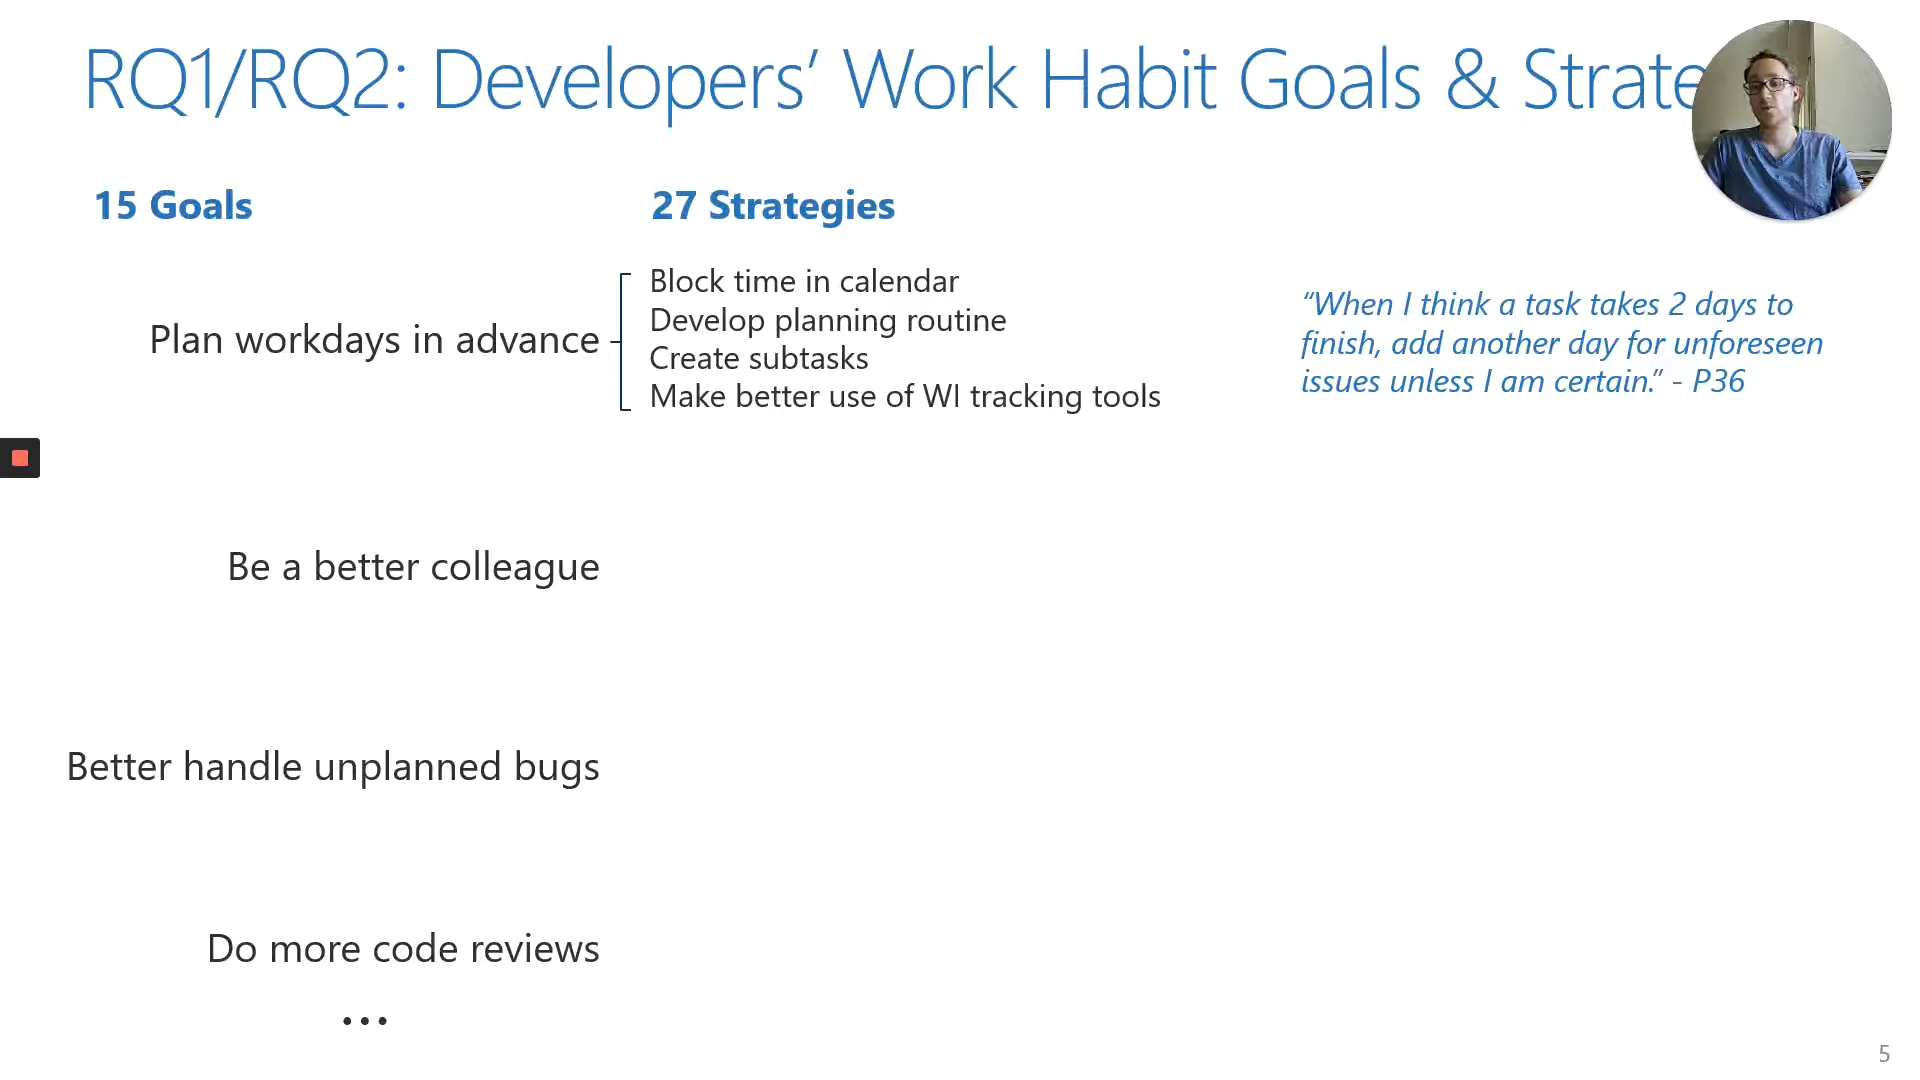 RQ1/RQ2: Developers’ Work Habit Goals & Strate
15 Goals
27 Strategies
Plan workdays in advance
Block time in calendar
Develop planning routine
Create subtasks
Make better use of WI tracking tools
“When I think a task takes 2 days to
finish, add another day for unforeseen
issues unless I am certain.” - P36
Be a better colleague
Better handle unplanned bugs
Do more code reviews
...
5